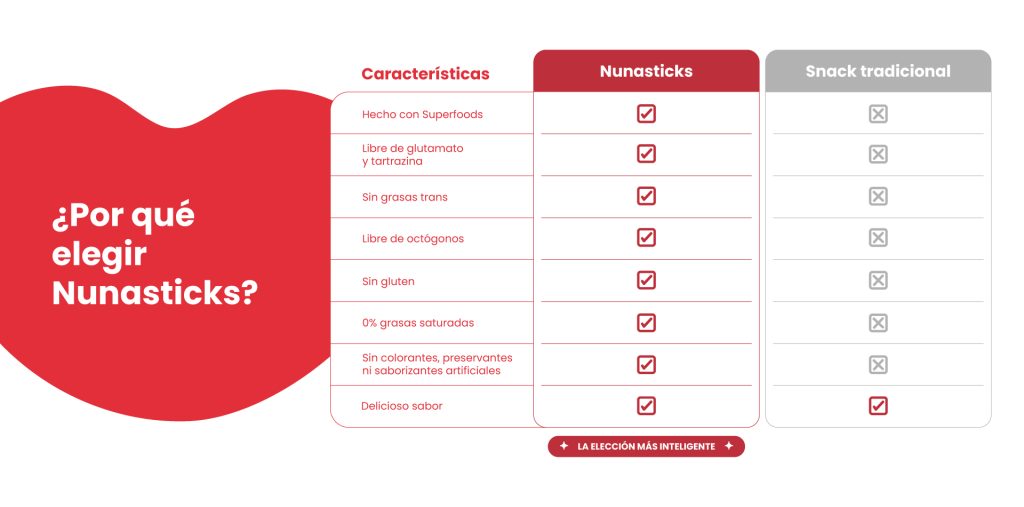 ¿Por qué
elegir
Nunasticks?
Características
Nunasticks
Snack tradicional
Hecho con Superfoods
Libre de glutamato
y tartrazina
Sin grasas trans
Libre de octógonos
Sin gluten
0% grasas saturadas
Sin colorantes, preservantes
ni saborizantes artificiales
Delicioso sabor
LA ELECCIÓN MÁS INTELIGENTE